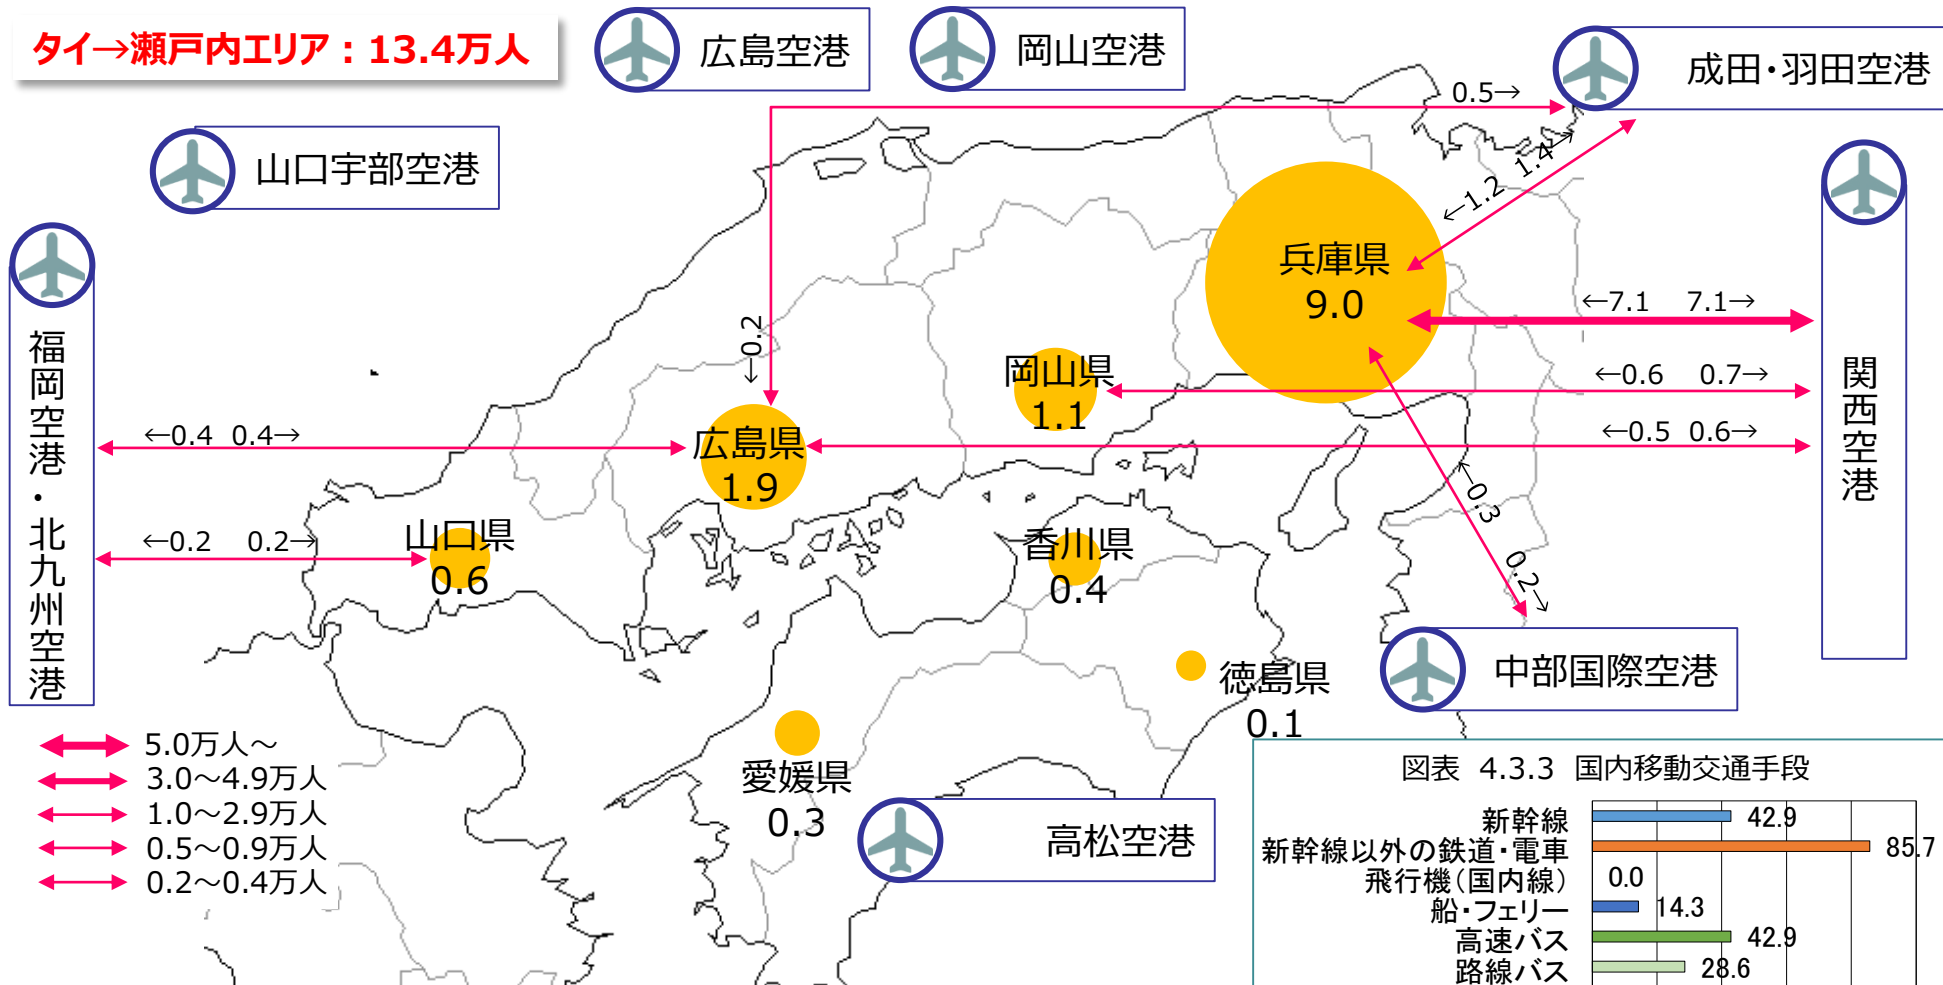 タイ→瀬戸内エリア：13.4万人
広島空港
岡山空港
成田・羽田空港
山口宇部空港
0.5→
←1.2 1.4→
兵庫県
9.0
←7.1 7.1→
←0.2
福岡空港・北九州空港
関西空港
岡山県
1.1
←0.6 0.7→
←0.4 0.4→
広島県
1.9
←0.5 0.6→
←0.3 0.2→
←0.2 0.2→
山口県
0.6
香川県
0.4
徳島県
0.1
中部国際空港
愛媛県
0.3
高松空港
5.0万人～
3.0～4.9万人
1.0～2.9万人
0.5～0.9万人
0.2～0.4万人
図表 4.3.3 国内移動交通手段
新幹線 42.9
新幹線以外の鉄道・電車 85.7
飛行機（国内線） 0.0
船・フェリー 14.3
高速バス 42.9
路線バス 28.6